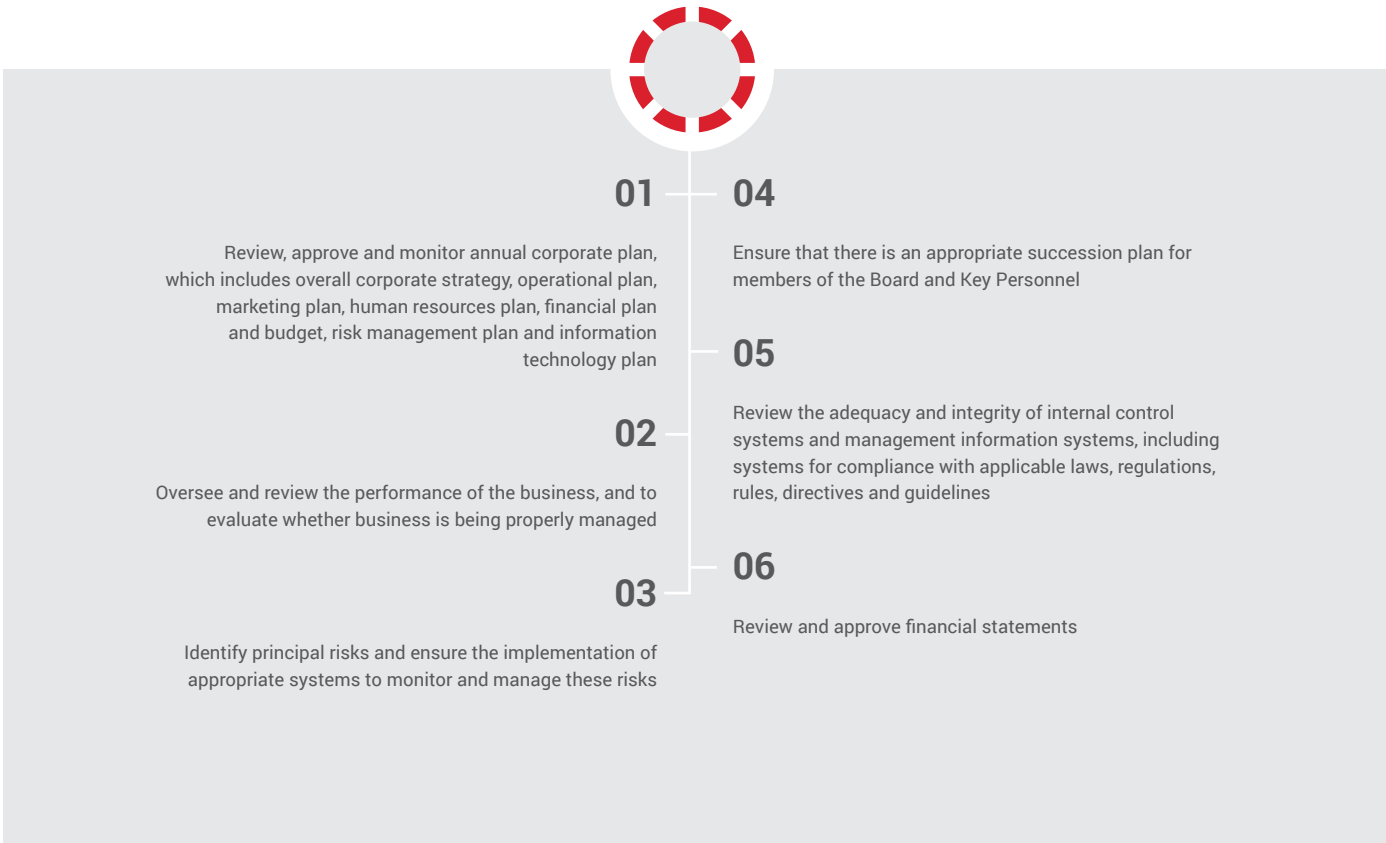 01
Review, approve and monitor annual corporate plan,
which includes overall corporate strategy, operational plan,
marketing plan, human resources plan, financial plan
and budget, risk management plan and information
technology plan
02
Oversee and review the performance of the business, and to
evaluate whether business is being properly managed
03
Identify principal risks and ensure the implementation of
appropriate systems to monitor and manage these risks
04
Ensure that there is an appropriate succession plan for
members of the Board and Key Personnel
05
Review the adequacy and integrity of internal control
systems and management information systems, including
systems for compliance with applicable laws, regulations,
rules, directives and guidelines
06
Review and approve financial statements